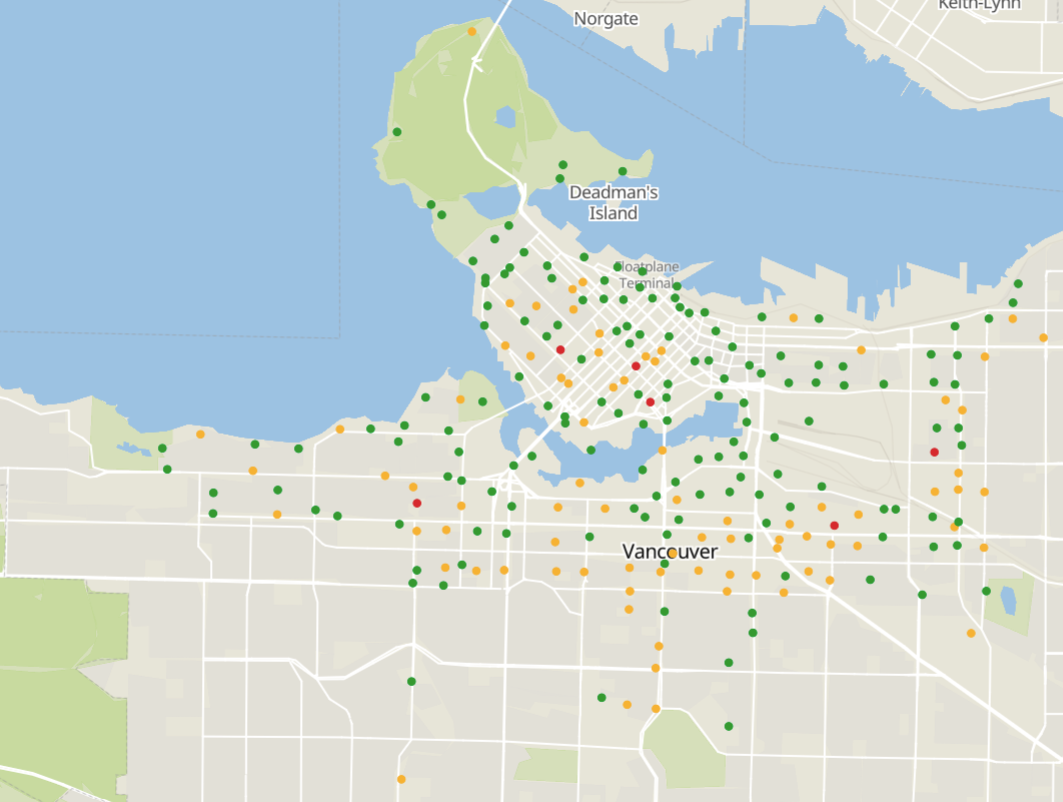 Norgate
Keith-Lynn
Deadman's
Island
Floatplane
Terminal
Vancouver